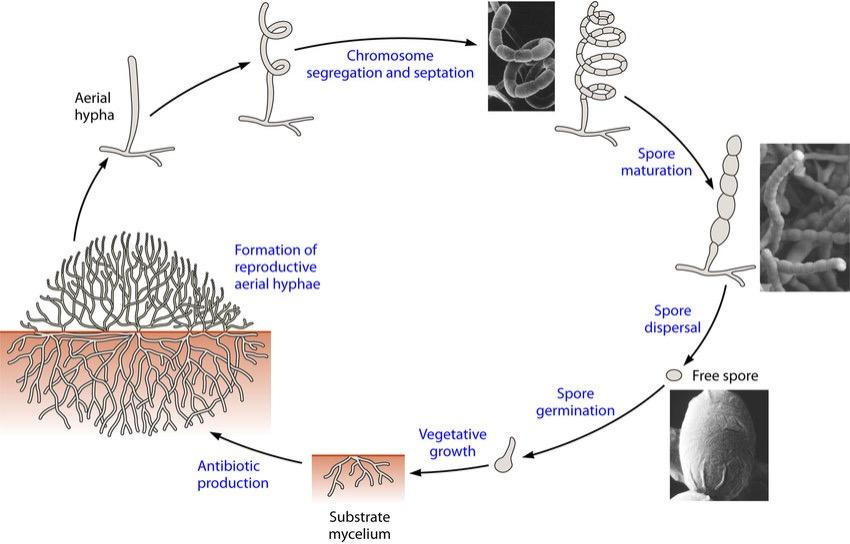 Aerial
hypha
Chromosome
segregation and septation
Spore
maturation
Spore
dispersal
Free spore
Spore
germination
Vegetative
growth
Substrate
mycelium
Antibiotic
production
Formation of
reproductive
aerial hyphae